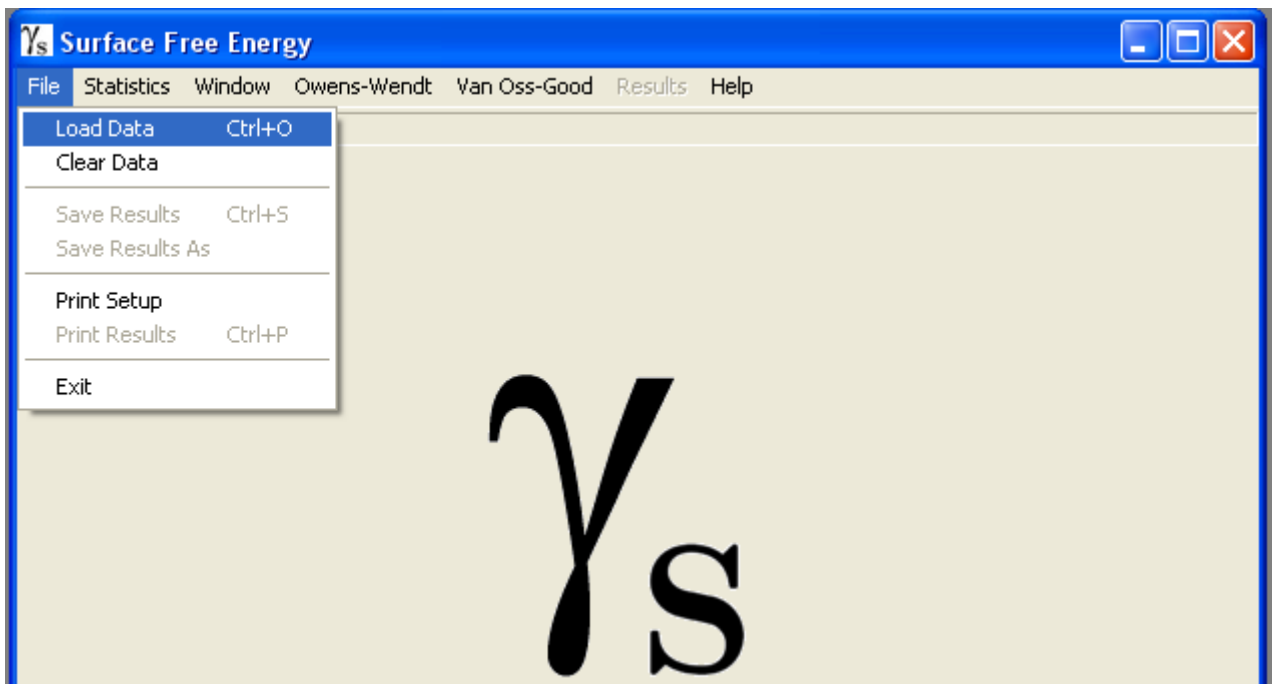 γs Surface Free Energy
File Statistics Window Owens-Wendt Van Oss-Good Results Help
Load Data Ctrl+O
Clear Data
Save Results Ctrl+S
Save Results As
Print Setup
Print Results Ctrl+P
Exit
γs